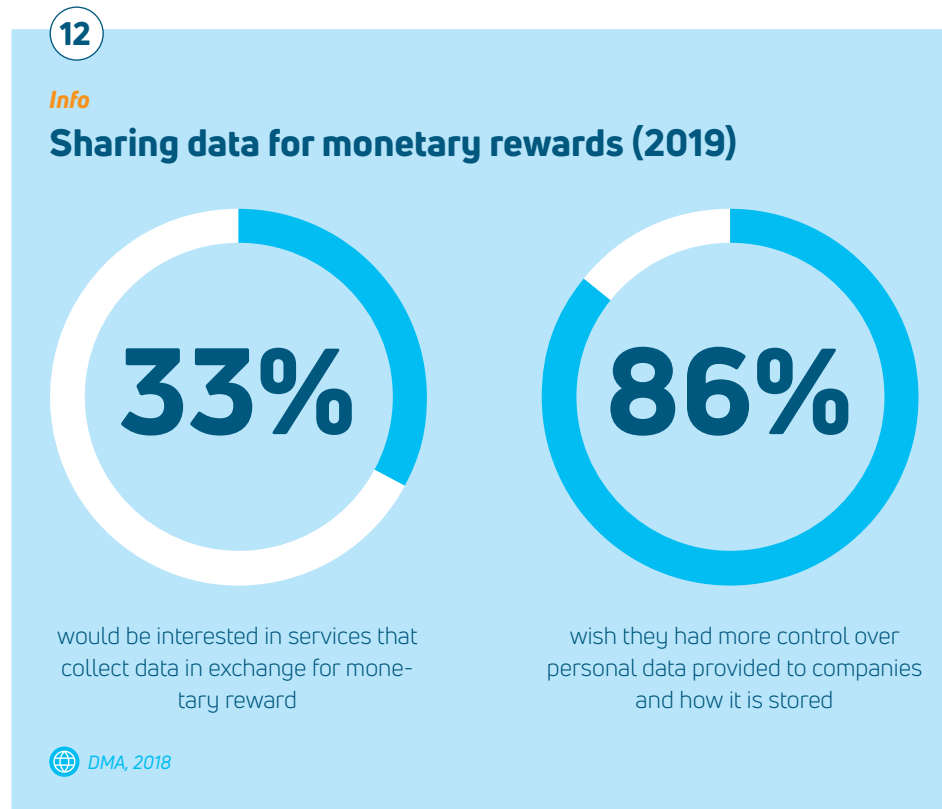 12
Info
Sharing data for monetary rewards (2019)
33%
86%
would be interested in services that
collect data in exchange for mone-
tary reward
wish they had more control over
personal data provided to companies
and how it is stored
DMA, 2018